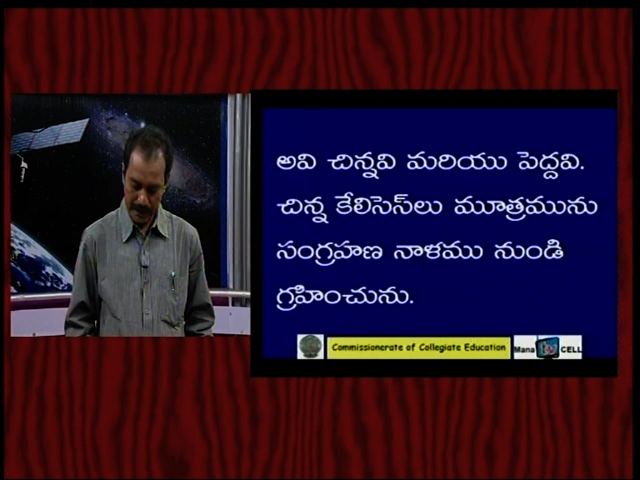 అవి చిన్నవి మరియు పెద్దవి.
చిన్న కేలిసెస్‌లు మూత్రమును
సంగ్రహణ నాళము నుండి
గ్రహించును.
Commissionerate of Collegiate Education
Mana CELL